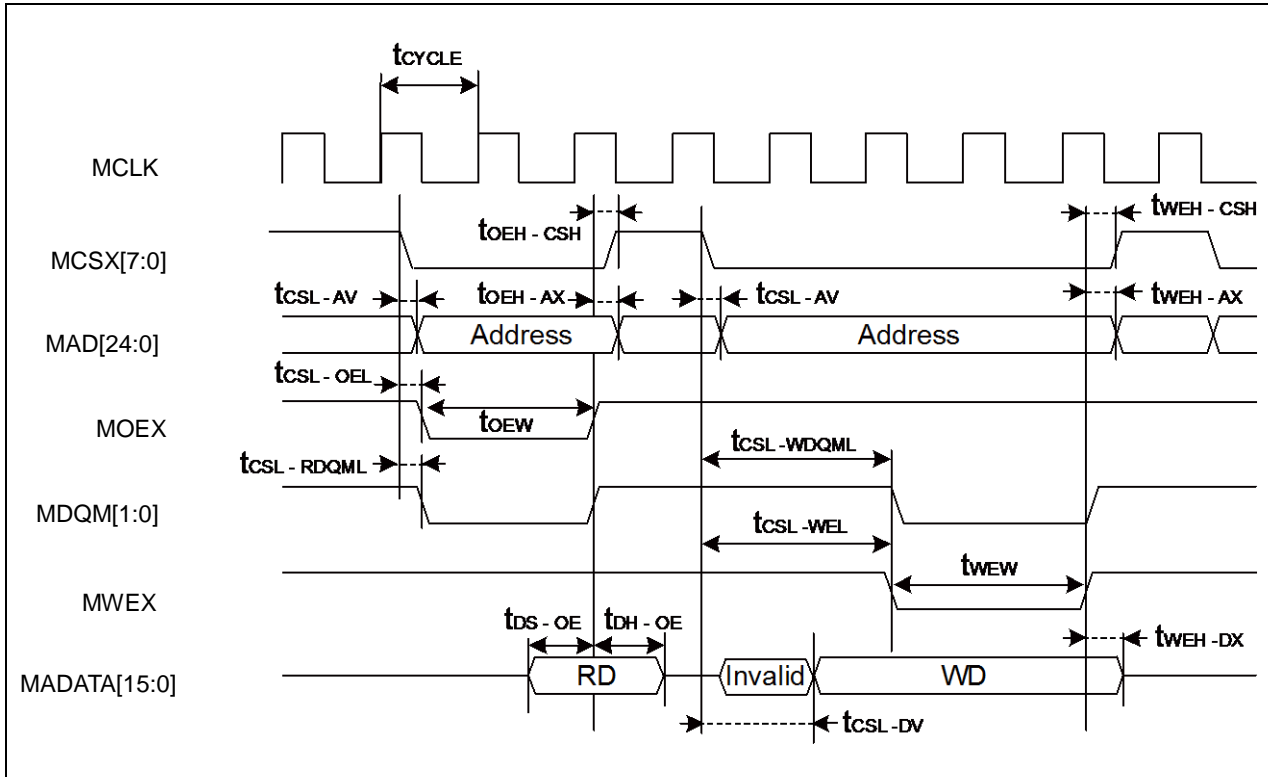 tCYCLE
MCLK
tOEH - CSH
tWEH - CSH
MCSX[7:0]
tCSL - AV
tOEH - AX
tCSL - AV
tWEH - AX
MAD[24:0]
Address
Address
tCSL - OEL
MOEX
tOEW
tCSL - WDQML
tCSL - RDQML
MDQM[1:0]
tCSL - WEL
tWEW
MWEX
tDS - OE
tDH - OE
tWEH - DX
MADATA[15:0]
RD
Invalid
WD
tCSL - DV